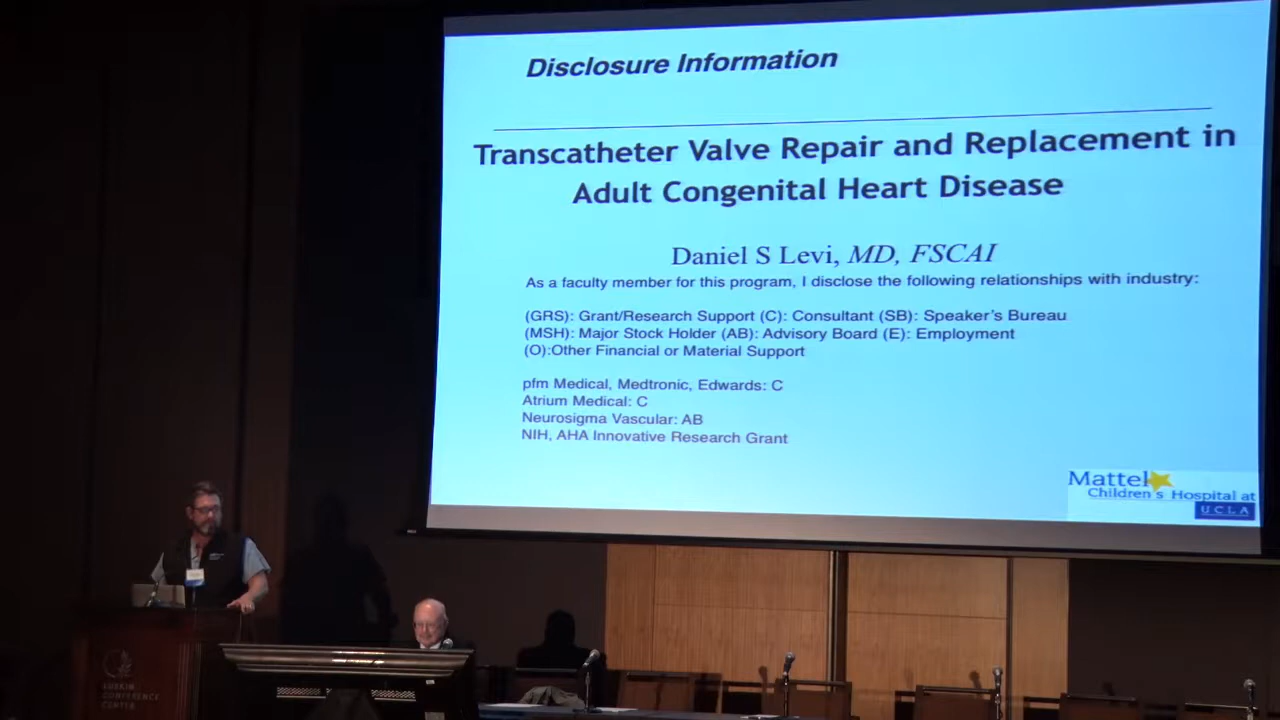 Disclosure Information
Transcatheter Valve Repair and Replacement in
Adult Congenital Heart Disease
Daniel S Levi, MD, FSCAI
As a faculty member for this program, I disclose the following relationships with industry:
(GRS): Grant/Research Support (C): Consultant (SB): Speaker's Bureau
(MSH): Major Stock Holder (AB): Advisory Board (E): Employment
(O):Other Financial or Material Support
pfm Medical, Medtronic, Edwards: C
Atrium Medical: C
Neurosigma Vascular: AB
NIH, AHA Innovative Research Grant
Mattel
Children's Hospital at
UCLA
LUSKIN
CONFERENCE
CENTER